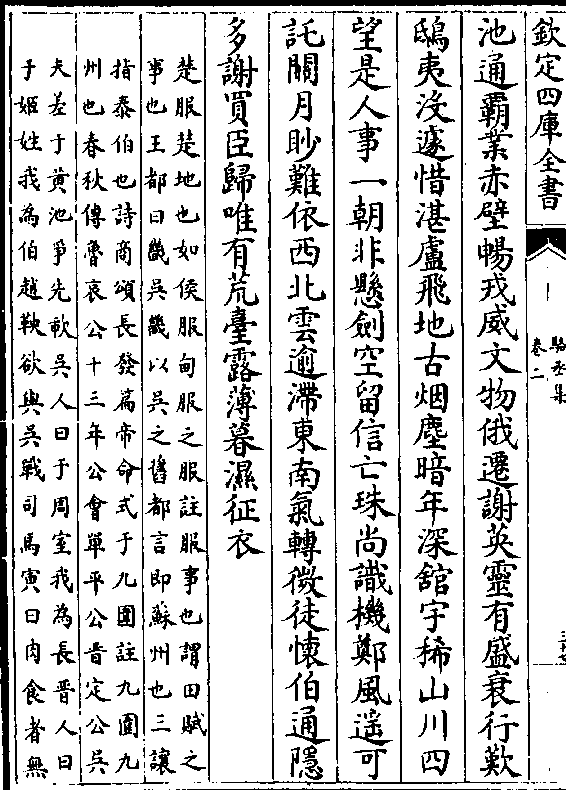 欽定四庫全書
駱丞集
卷二
池通霸業赤壁暢戎威文物俄遷謝英靈有盛衰行歎
鴟夷沒遽惜湛盧飛地古烟塵暗年深舘宇稀山川四
望是人事一朝非懸劍空留信亡珠尚識機鄭風遥可
託關月眇難依西北雲逾滯東南氣轉微徒懐伯通隱
多謝買臣歸唯有荒臺露薄暮濕征衣
楚服楚地也如侯服甸服之服註服事也謂田賦之
事也王都曰畿吳畿以吳之舊都言即蘇州也三讓
指泰伯也詩商頌長發篇帝命式于九圍註九圍九
州也春秋傳魯哀公十三年公會單平公晉定公吳
夫差于黄池爭先歃吳人曰于周室我為長晉人曰
于姬姓我為伯趙鞅欲與吳戰司馬寅曰肉食者無